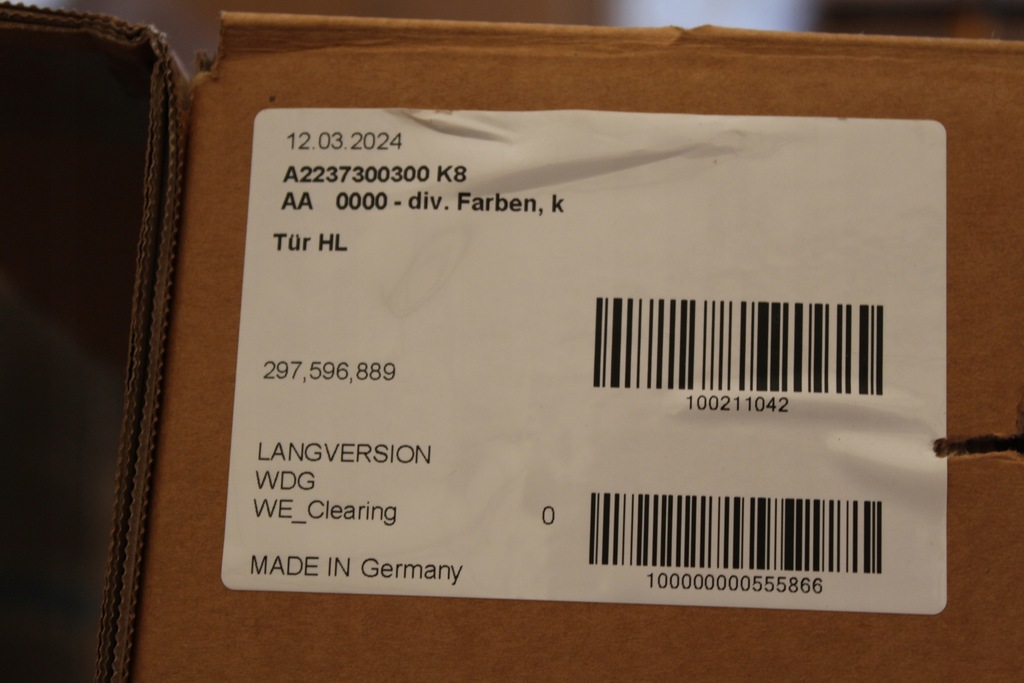 12.03.2024
A2237300300 K8
AA 0000 - div. Farben, k
Tür HL
297,596,889
100211042
LANGVERSION
WDG
WE_Clearing 0
MADE IN Germany
100000000555866